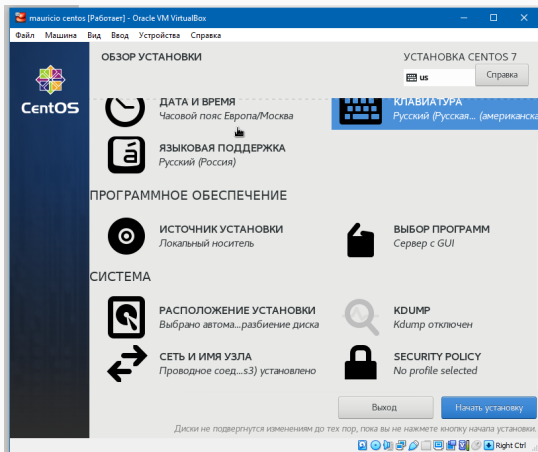 mauricio centos [Работает] - Oracle VM VirtualBox
Файл Машина Вид Ввод Устройства Справка
ОБЗОР УСТАНОВКИ
УСТАНОВКА CENTOS 7
us
Справка
CentOS
ДАТА И ВРЕМЯ
Часовой пояс Европа/Москва
КЛАВИАТУРА
Русский (Русская... (американска
ЯЗЫКОВАЯ ПОДДЕРЖКА
Русский (Россия)
ПРОГРАММНОЕ ОБЕСПЕЧЕНИЕ
ИСТОЧНИК УСТАНОВКИ
Локальный носитель
ВЫБОР ПРОГРАММ
Сервер с GUI
СИСТЕМА
РАСПОЛОЖЕНИЕ УСТАНОВКИ
Выбрано автома...разбиение диска
KDUMP
Kdump отключен
СЕТЬ И ИМЯ УЗЛА
Проводное соед...s3) установлено
SECURITY POLICY
No profile selected
Выход
Начать установку
Диски не подвергнутся изменениям до тех пор, пока вы не нажмете кнопку начала установки.
Right Ctrl